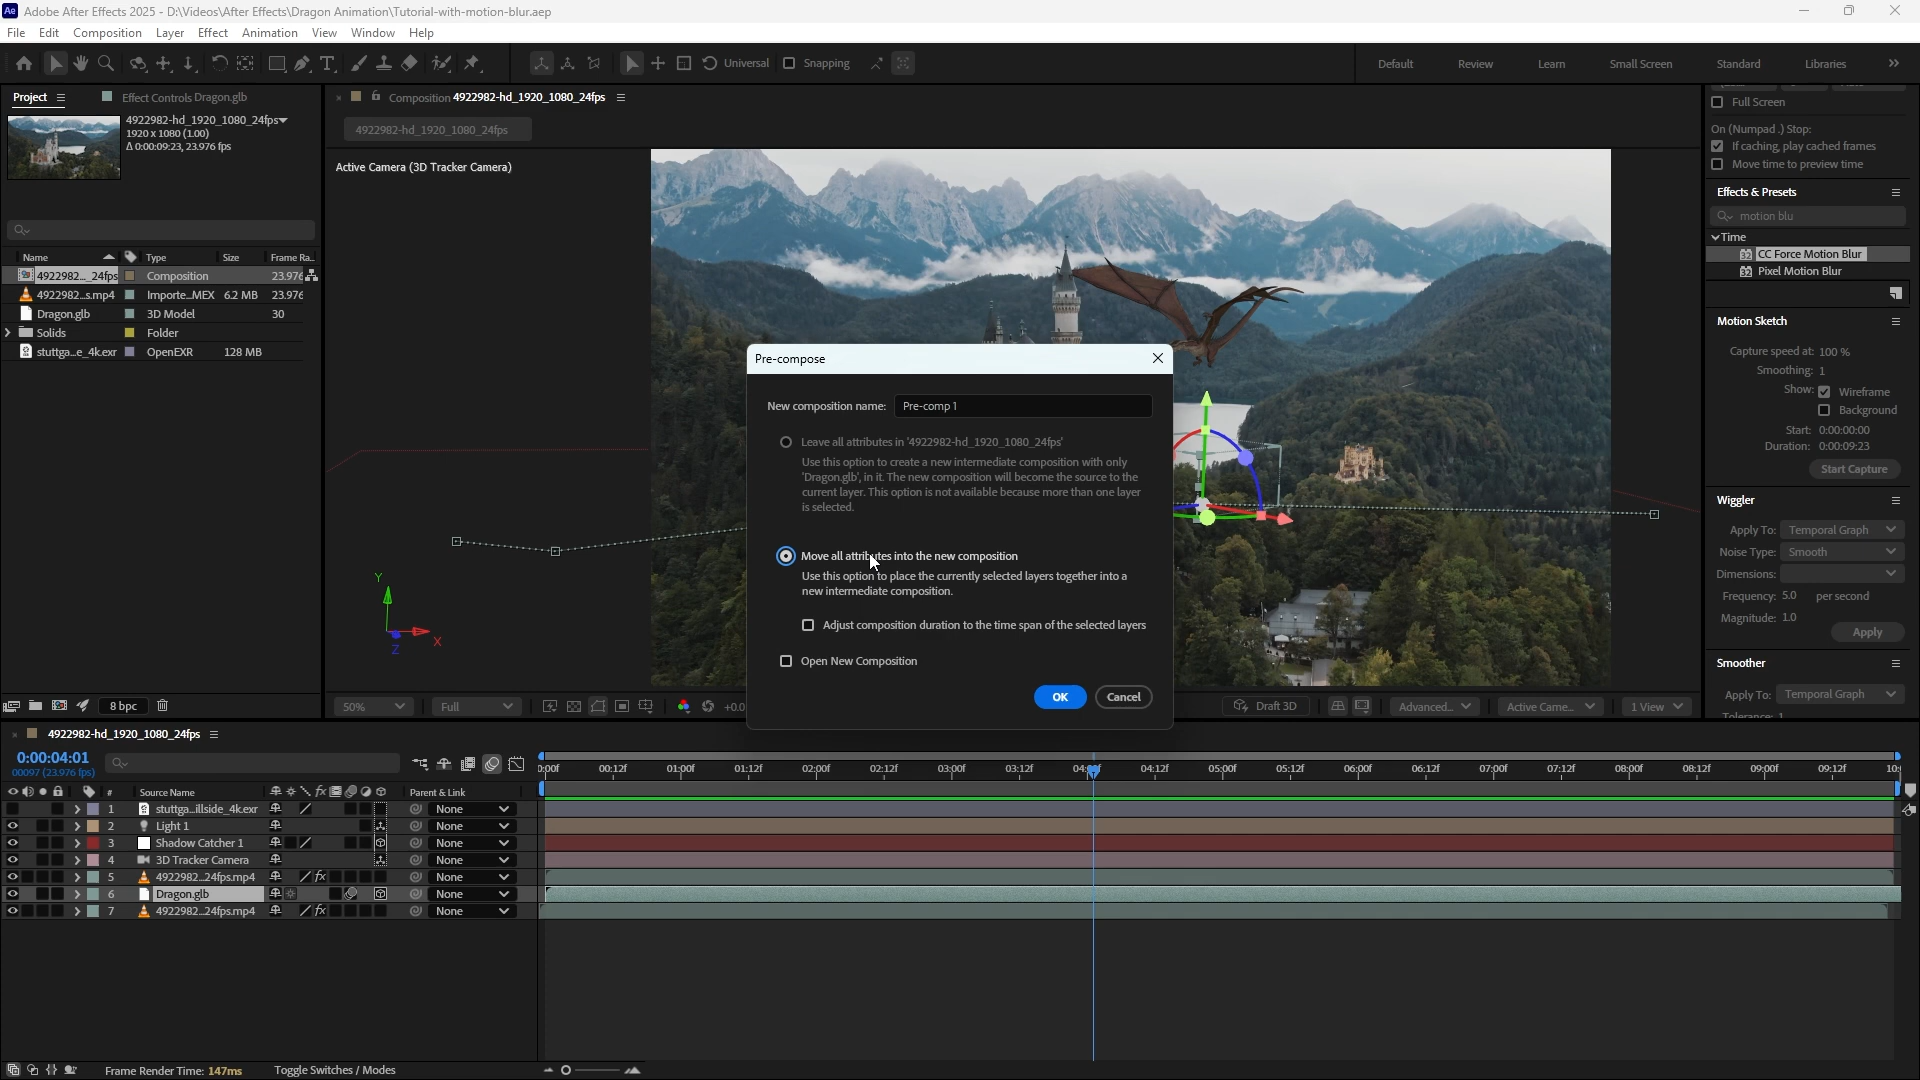 Ae Adobe After Effects 2025 - D:\Videos\After Effects\Dragon Animation\Tutorial-with-motion-blur.aep
File Edit Composition Layer Effect Animation View Window Help
Universal Snapping Default Review Learn Small Screen Standard Libraries
Project Effect Controls Dragon.glb
4922982-hd_1920_1080_24fps
1920 x 1080 (1.00)
Δ 0:00:09:23, 23.976 fps
Name Type Size Frame Ra..
4922982..._24fps Composition 23.976
4922982...s.mp4 Importe...MEX 6.2 MB 23.976
Dragon.glb 3D Model 30
Solids Folder
stuttga...e_4k.exr OpenEXR 128 MB
8 bpc
Composition 4922982-hd_1920_1080_24fps
4922982-hd_1920_1080_24fps
Active Camera (3D Tracker Camera)
Y
X
Z
50% Full +0.0 Draft 3D Advanced... Active Came... 1 View
Pre-compose
New composition name: Pre-comp 1
Leave all attributes in '4922982-hd_1920_1080_24fps'
Use this option to create a new intermediate composition with only
'Dragon.glb', in it. The new composition will become the source to the
current layer. This option is not available because more than one layer
is selected.
Move all attributes into the new composition
Use this option to place the currently selected layers together into a
new intermediate composition.
Adjust composition duration to the time span of the selected layers
Open New Composition
OK Cancel
Full Screen
On (Numpad .) Stop:
If caching, play cached frames
Move time to preview time
Effects & Presets
motion blu
Time
CC Force Motion Blur
Pixel Motion Blur
Motion Sketch
Capture speed at: 100 %
Smoothing: 1
Show: Wireframe
Background
Start: 0:00:00:00
Duration: 0:00:09:23
Start Capture
Wiggler
Apply To: Temporal Graph
Noise Type: Smooth
Dimensions:
Frequency: 5.0 per second
Magnitude: 1.0
Apply
Smoother
Apply To: Temporal Graph
Tolerance: 1
4922982-hd_1920_1080_24fps
0:00:04:01
00097 (23.976 fps)
00:12f 01:00f 01:12f 02:00f 02:12f 03:00f 03:12f 04:12f 05:00f 05:12f 06:00f 06:12f 07:00f 07:12f 08:00f 08:12f 09:00f 09:12f
# Source Name fx Parent & Link
1 stuttga...illside_4k.exr None
2 Light 1 None
3 Shadow Catcher 1 None
4 3D Tracker Camera None
5 4922982...24fps.mp4 fx None
6 Dragon.glb None
7 4922982...24fps.mp4 fx None
Frame Render Time: 147ms Toggle Switches / Modes